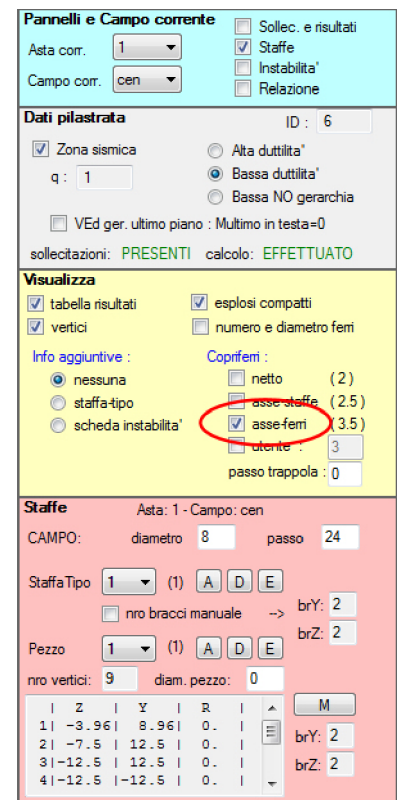 Pannelli e Campo corrente
Sollec. e risultati
Asta corr. 1
Staffe
Instabilita'
Campo corr. cen
Relazione
Dati pilastrata
ID : 6
Zona sismica
Alta duttilita'
q : 1
Bassa duttilita'
Bassa NO gerarchia
VEd ger. ultimo piano : Multimo in testa=0
sollecitazioni: PRESENTI calcolo: EFFETTUATO
Visualizza
tabella risultati
esplosi compatti
vertici
numero e diametro ferri
Info aggiuntive :
Copriferri :
nessuna
netto ( 2 )
staffa-tipo
asse-staffe ( 2.5 )
scheda instabilita'
asse-ferri ( 3.5 )
utente : 3
passo trappola : 0
Staffe Asta: 1 - Campo: cen
CAMPO: diametro 8 passo 24
StaffaTipo 1 (1) A D E
nro bracci manuale --> brY: 2
brZ: 2
Pezzo 1 (1) A D E
nro vertici: 9 diam. pezzo: 0
| Z | Y | R |
M
1| -3.96| 8.96| 0. |
2| -7.5 | 12.5 | 0. |
brY: 2
3|-12.5 | 12.5 | 0. |
4|-12.5 |-12.5 | 0. |
brZ: 2